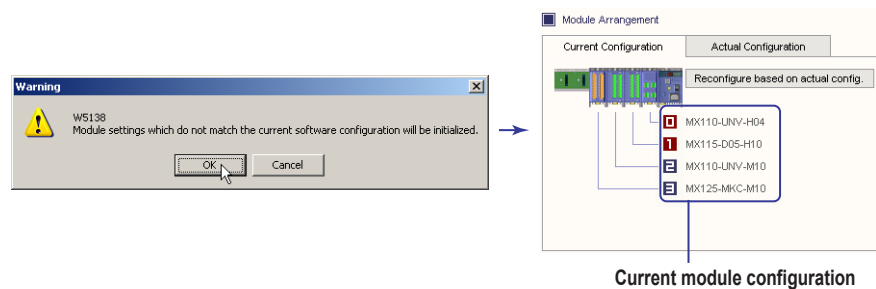 Warning
W5138
Module settings which do not match the current software configuration will be initialized.
OK
Cancel
Module Arrangement
Current Configuration
Actual Configuration
Reconfigure based on actual config.
0 MX110-UNV-H04
1 MX115-D05-H10
2 MX110-UNV-M10
3 MX125-MKC-M10
Current module configuration